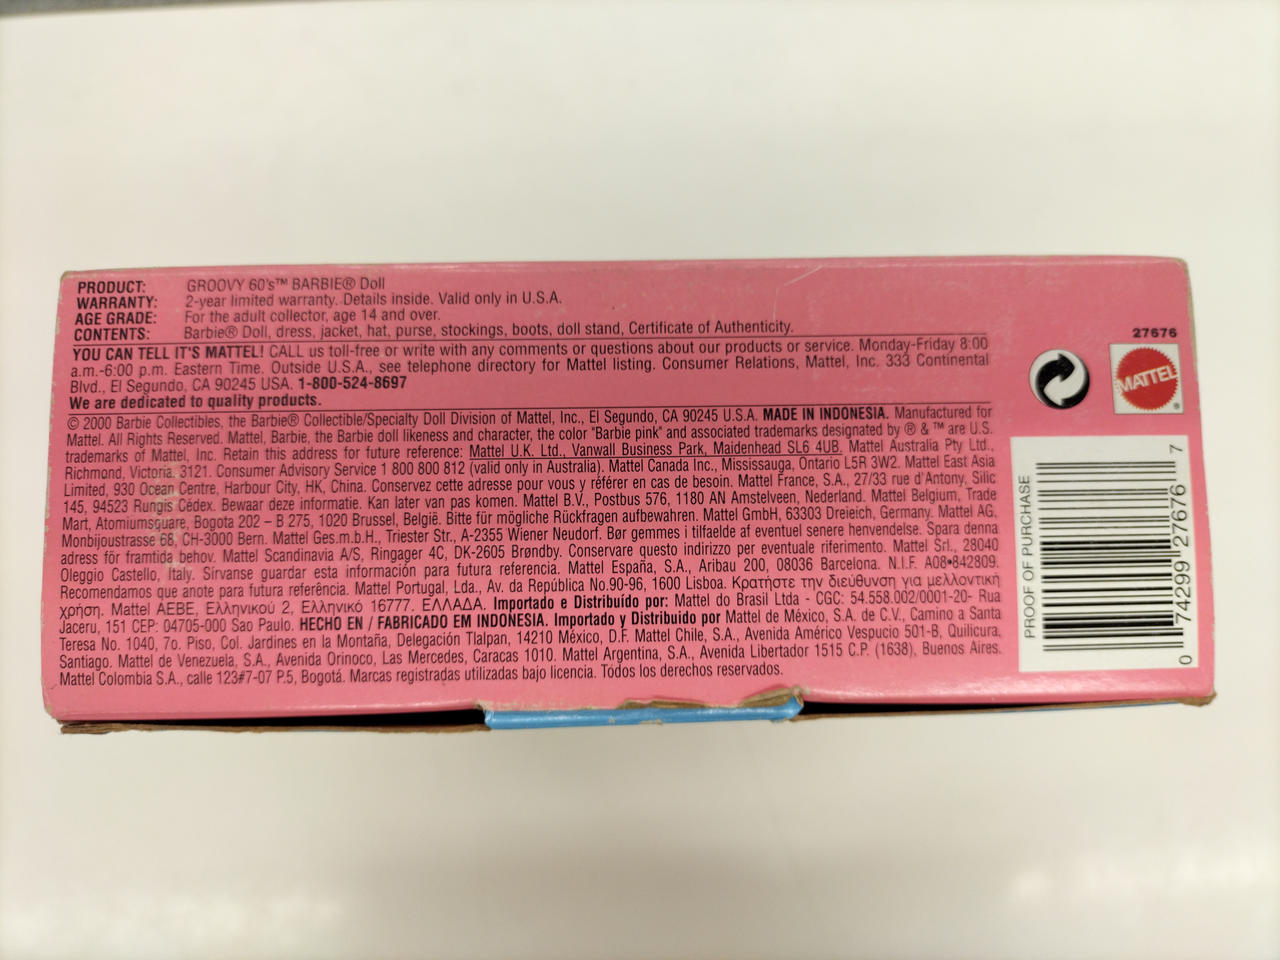 PRODUCT: GROOVY 60's™ BARBIE® Doll
WARRANTY: 2-year limited warranty. Details inside. Valid only in U.S.A.
AGE GRADE: For the adult collector, age 14 and over.
CONTENTS: Barbie® Doll, dress, jacket, hat, purse, stockings, boots, doll stand, Certificate of Authenticity.
YOU CAN TELL IT'S MATTEL! CALL us toll-free or write with any comments or questions about our products or service. Monday-Friday 8:00
a.m.-6:00 p.m. Eastern Time. Outside U.S.A., see telephone directory for Mattel listing. Consumer Relations, Mattel, Inc. 333 Continental
Blvd., El Segundo, CA 90245 USA. 1-800-524-8697
We are dedicated to quality products.
© 2000 Barbie Collectibles, the Barbie® Collectible/Specialty Doll Division of Mattel, Inc., El Segundo, CA 90245 U.S.A. MADE IN INDONESIA. Manufactured for
Mattel. All Rights Reserved. Mattel, Barbie, the Barbie doll likeness and character, the color "Barbie pink" and associated trademarks designated by ® & ™ are U.S.
trademarks of Mattel, Inc. Retain this address for future reference: Mattel U.K. Ltd., Vanwall Business Park, Maidenhead SL6 4UB. Mattel Australia Pty Ltd.,
Richmond, Victoria. 3121. Consumer Advisory Service 1 800 800 812 (valid only in Australia). Mattel Canada Inc., Mississauga, Ontario L5R 3W2. Mattel East Asia
Limited, 930 Ocean Centre, Harbour City, HK, China. Conservez cette adresse pour vous y référer en cas de besoin. Mattel France, S.A., 27/33 rue d'Antony, Silic
145, 94523 Rungis Cédex. Bewaar deze informatie. Kan later van pas komen. Mattel B.V., Postbus 576, 1180 AN Amstelveen, Nederland. Mattel Belgium, Trade
Mart, Atomiumsquare, Bogota 202 – B 275, 1020 Brussel, België. Bitte für mögliche Rückfragen aufbewahren. Mattel GmbH, 63303 Dreieich, Germany. Mattel AG,
Monbijoustrasse 68, CH-3000 Bern. Mattel Ges.m.b.H., Triester Str., A-2355 Wiener Neudorf. Bør gemmes i tilfaelde af eventuel senere henvendelse. Spara denna
adress för framtida behov. Mattel Scandinavia A/S, Ringager 4C, DK-2605 Brøndby. Conservare questo indirizzo per eventuale riferimento. Mattel Srl., 28040
Oleggio Castello, Italy. Sírvanse guardar esta información para futura referencia. Mattel España, S.A., Aribau 200, 08036 Barcelona. N.I.F. A08•842809.
Recomendamos que anote para futura referência. Mattel Portugal, Lda., Av. da República No.90-96, 1600 Lisboa. Κρατήστε την διεύθυνση για μελλοντική
χρήση. Mattel AEBE, Ελληνικού 2, Ελληνικό 16777. ΕΛΛΑΔΑ. Importado e Distribuído por: Mattel do Brasil Ltda - CGC: 54.558.002/0001-20- Rua
Jaceru, 151 CEP: 04705-000 Sao Paulo. HECHO EN / FABRICADO EM INDONESIA. Importado y Distribuido por Mattel de México, S.A. de C.V., Camino a Santa
Teresa No. 1040, 7o. Piso, Col. Jardines en la Montaña, Delegación Tlalpan, 14210 México, D.F. Mattel Chile, S.A., Avenida Américo Vespucio 501-B, Quilicura,
Santiago. Mattel de Venezuela, S.A., Avenida Orinoco, Las Mercedes, Caracas 1010. Mattel Argentina, S.A., Avenida Libertador 1515 C.P. (1638), Buenos Aires.
Mattel Colombia S.A., calle 123#7-07 P.5, Bogotá. Marcas registradas utilizadas bajo licencia. Todos los derechos reservados.
27676
MATTEL ®
PROOF OF PURCHASE
0 74299 27676 7